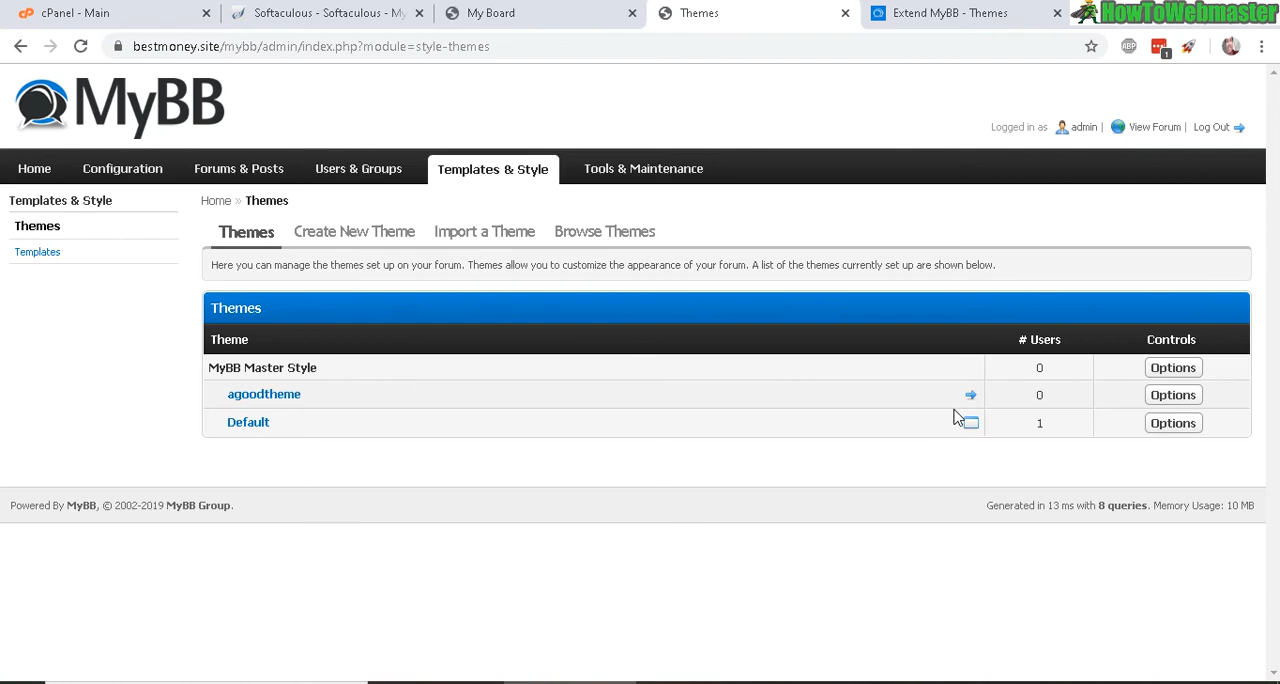 cPanel - Main
Softaculous - Softaculous - My
My Board
Themes
Extend MyBB - Themes
HowToWebmaster
bestmoney.site/mybb/admin/index.php?module=style-themes
ABP
1
MyBB
Logged in as admin | View Forum | Log Out
Home
Configuration
Forums & Posts
Users & Groups
Templates & Style
Tools & Maintenance
Templates & Style
Themes
Templates
Home » Themes
Themes
Create New Theme
Import a Theme
Browse Themes
Here you can manage the themes set up on your forum. Themes allow you to customize the appearance of your forum. A list of the themes currently set up are shown below.
Themes
Theme # Users Controls
MyBB Master Style 0 Options
agoodtheme 0 Options
Default 1 Options
Powered By MyBB, © 2002-2019 MyBB Group.
Generated in 13 ms with 8 queries. Memory Usage: 10 MB